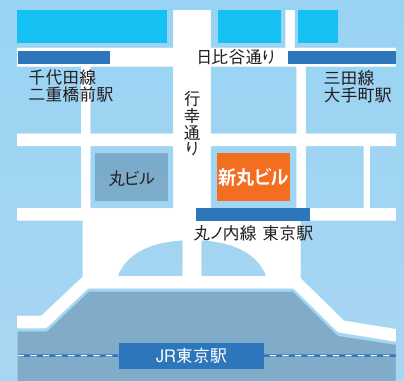 日比谷通り
千代田線
二重橋前駅
三田線
大手町駅
行幸通り
丸ビル
新丸ビル
丸ノ内線 東京駅
JR東京駅